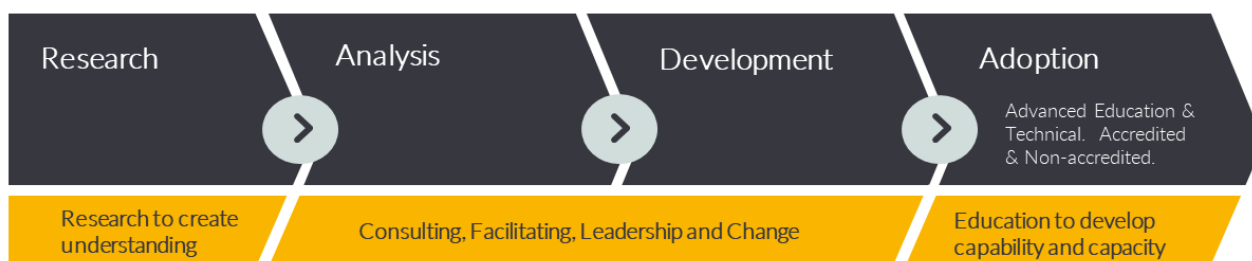 Research
Analysis
Development
Adoption
Advanced Education &
Technical. Accredited
& Non-accredited.
Research to create
understanding
Consulting, Facilitating, Leadership and Change
Education to develop
capability and capacity